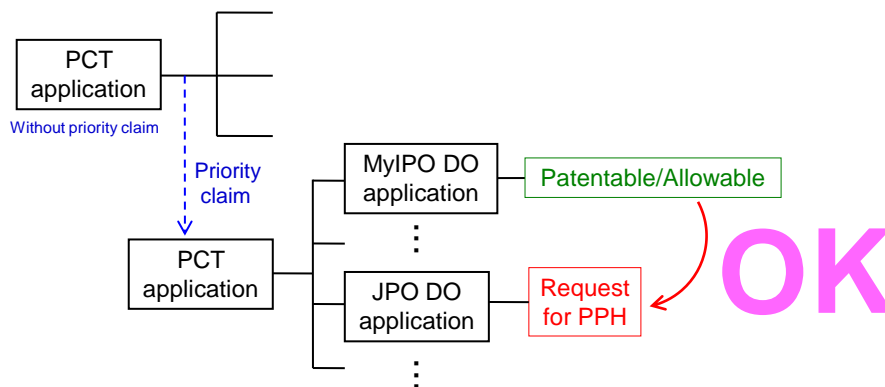 PCT
application
Without priority claim
Priority
claim
MyIPO DO
application
Patentable/Allowable
⋮
PCT
application
JPO DO
application
Request
for PPH
OK
⋮